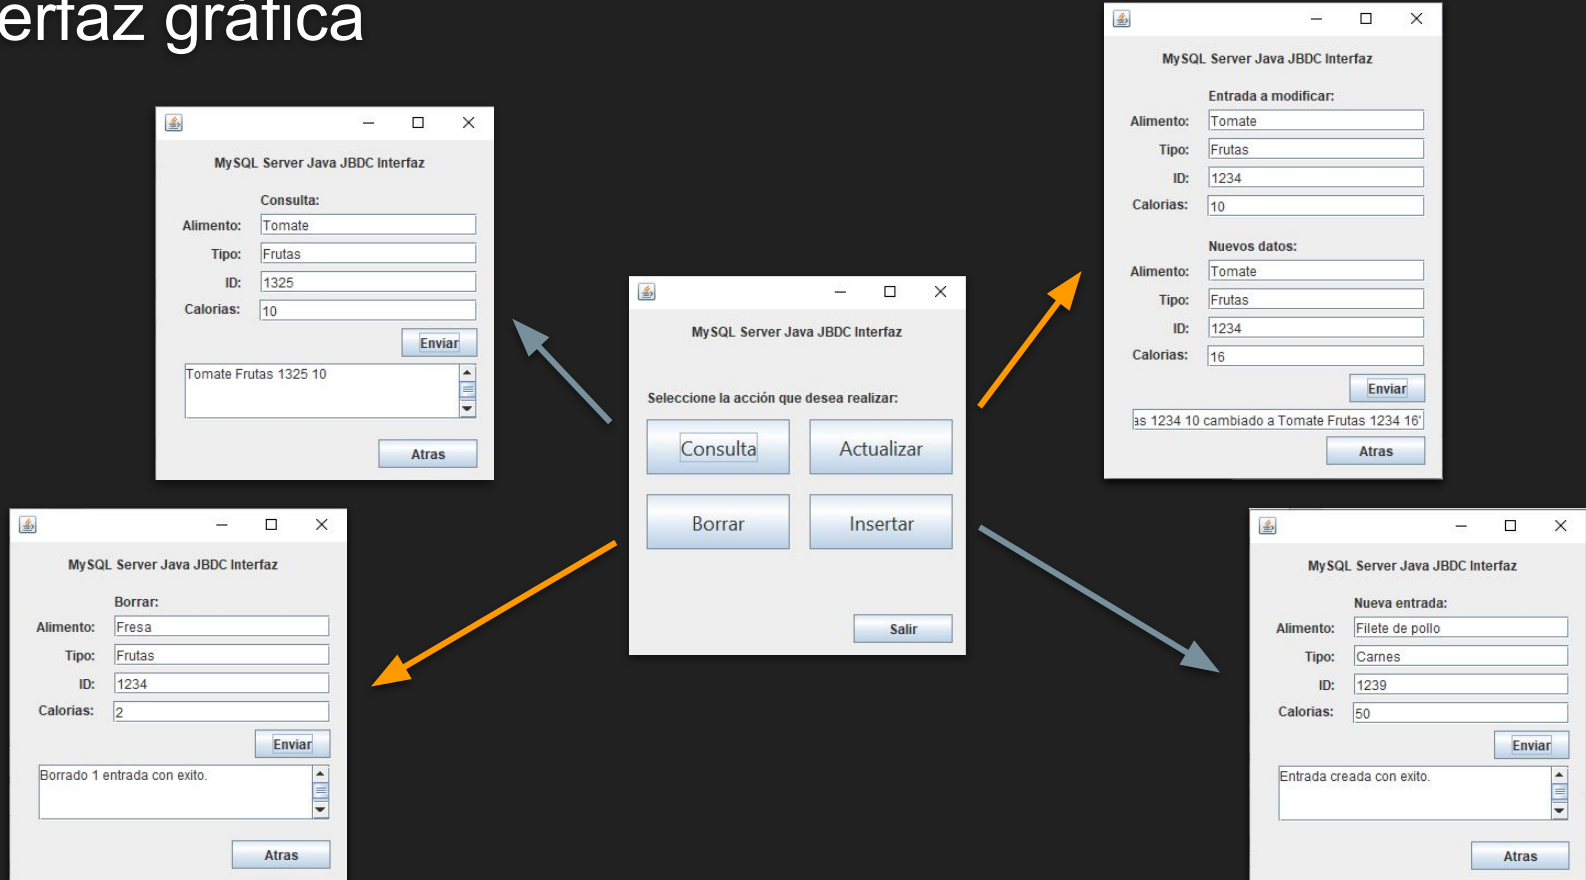 erfaz gráfica
MySQL Server Java JBDC Interfaz
Consulta:
Alimento: Tomate
Tipo: Frutas
ID: 1325
Calorias: 10
Enviar
Tomate Frutas 1325 10
Atras
MySQL Server Java JBDC Interfaz
Entrada a modificar:
Alimento: Tomate
Tipo: Frutas
ID: 1234
Calorias: 10
Nuevos datos:
Alimento: Tomate
Tipo: Frutas
ID: 1234
Calorias: 16
Enviar
as 1234 10 cambiado a Tomate Frutas 1234 16'
Atras
MySQL Server Java JBDC Interfaz
Seleccione la acción que desea realizar:
Consulta Actualizar
Borrar Insertar
Salir
MySQL Server Java JBDC Interfaz
Borrar:
Alimento: Fresa
Tipo: Frutas
ID: 1234
Calorias: 2
Enviar
Borrado 1 entrada con exito.
Atras
MySQL Server Java JBDC Interfaz
Nueva entrada:
Alimento: Filete de pollo
Tipo: Carnes
ID: 1239
Calorias: 50
Enviar
Entrada creada con exito.
Atras